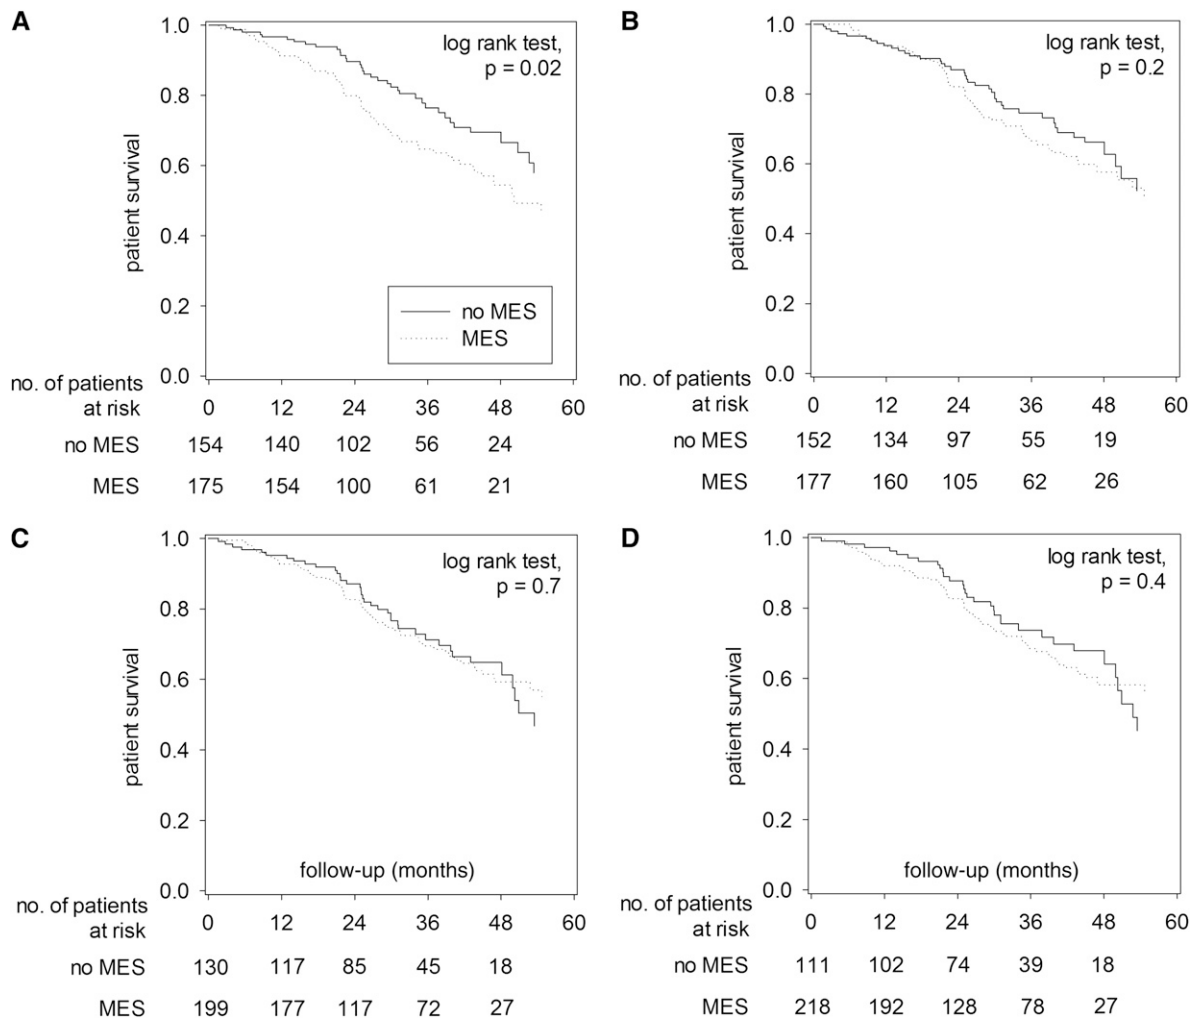 A
1.0
0.8
0.6
0.4
0.2
0.0
patient survival
log rank test,
p = 0.02
no MES
MES
no. of patients
at risk
0 12 24 36 48 60
no MES 154 140 102 56 24
MES 175 154 100 61 21
B
1.0
0.8
0.6
0.4
0.2
0.0
patient survival
log rank test,
p = 0.2
no. of patients
at risk
0 12 24 36 48 60
no MES 152 134 97 55 19
MES 177 160 105 62 26
C
1.0
0.8
0.6
0.4
0.2
0.0
patient survival
log rank test,
p = 0.7
follow-up (months)
no. of patients
at risk
0 12 24 36 48 60
no MES 130 117 85 45 18
MES 199 177 117 72 27
D
1.0
0.8
0.6
0.4
0.2
0.0
patient survival
log rank test,
p = 0.4
follow-up (months)
no. of patients
at risk
0 12 24 36 48 60
no MES 111 102 74 39 18
MES 218 192 128 78 27